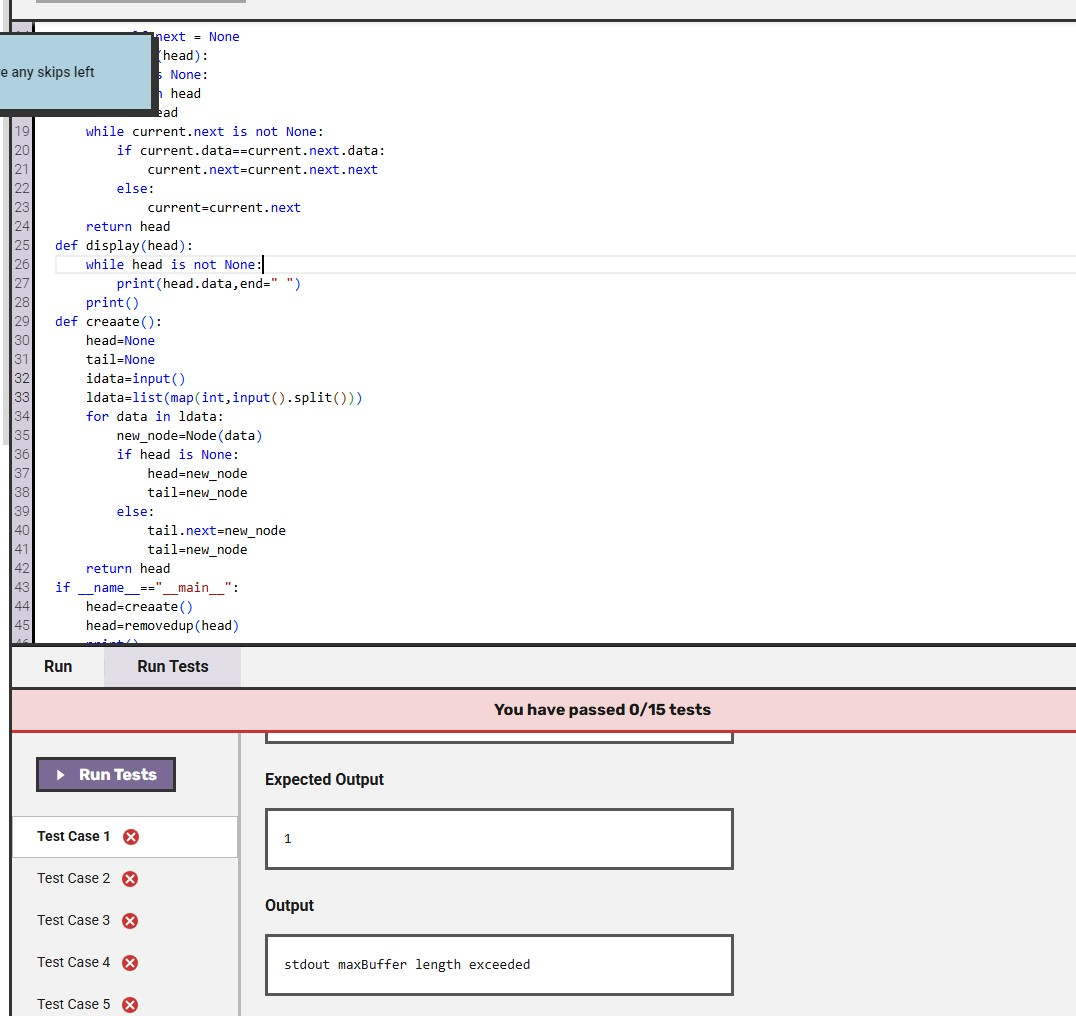 next = None
e any skips left
(head):
None:
head
ead
19 while current.next is not None:
20 if current.data==current.next.data:
21 current.next=current.next.next
22 else:
23 current=current.next
24 return head
25 def display(head):
26 while head is not None:
27 print(head.data,end=" ")
28 print()
29 def creaate():
30 head=None
31 tail=None
32 idata=input()
33 ldata=list(map(int,input().split()))
34 for data in ldata:
35 new_node=Node(data)
36 if head is None:
37 head=new_node
38 tail=new_node
39 else:
40 tail.next=new_node
41 tail=new_node
42 return head
43 if __name__=="__main__":
44 head=creaate()
45 head=removedup(head)
Run Run Tests
You have passed 0/15 tests
Run Tests
Expected Output
1
Test Case 1
Test Case 2
Test Case 3
Test Case 4
Test Case 5
Output
stdout maxBuffer length exceeded